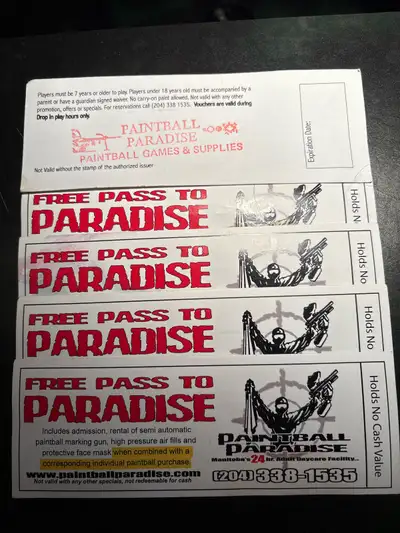 Players must be 7 years or older to play. Players under 18 years old must be accompanied by a
parent or have a guardian signed waiver. No carry-on paint allowed. Not valid with any other
promotion, offers or specials. For reservations call (204) 338 1535. Vouchers are valid during
Drop In play hours only.
PAINTBALL
PARADISE
PAINTBALL GAMES & SUPPLIES
Not Valid without the stamp of the authorized issuer
Expiration Date:
FREE PASS TO
PARADISE
Holds N
FREE PASS TO
PARADISE
Holds No
FREE PASS TO
PARADISE
Holds No
FREE PASS TO
PARADISE
Includes admission, rental of semi automatic
paintball marking gun, high pressure air fills and
protective face mask when combined with a
corresponding individual paintball purchase.
www.paintballparadise.com
Not valid with any other specials, not redeemable for cash
PAINTBALL
PARADISE
Manitoba's 24 hr. Adult Daycare Facility...
(204) 338-1535
Holds No Cash Value